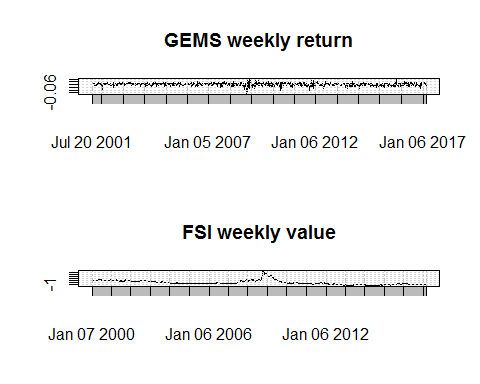 GEMS weekly return
-0.06
Jul 20 2001 Jan 05 2007 Jan 06 2012 Jan 06 2017
FSI weekly value
-1
Jan 07 2000 Jan 06 2006 Jan 06 2012